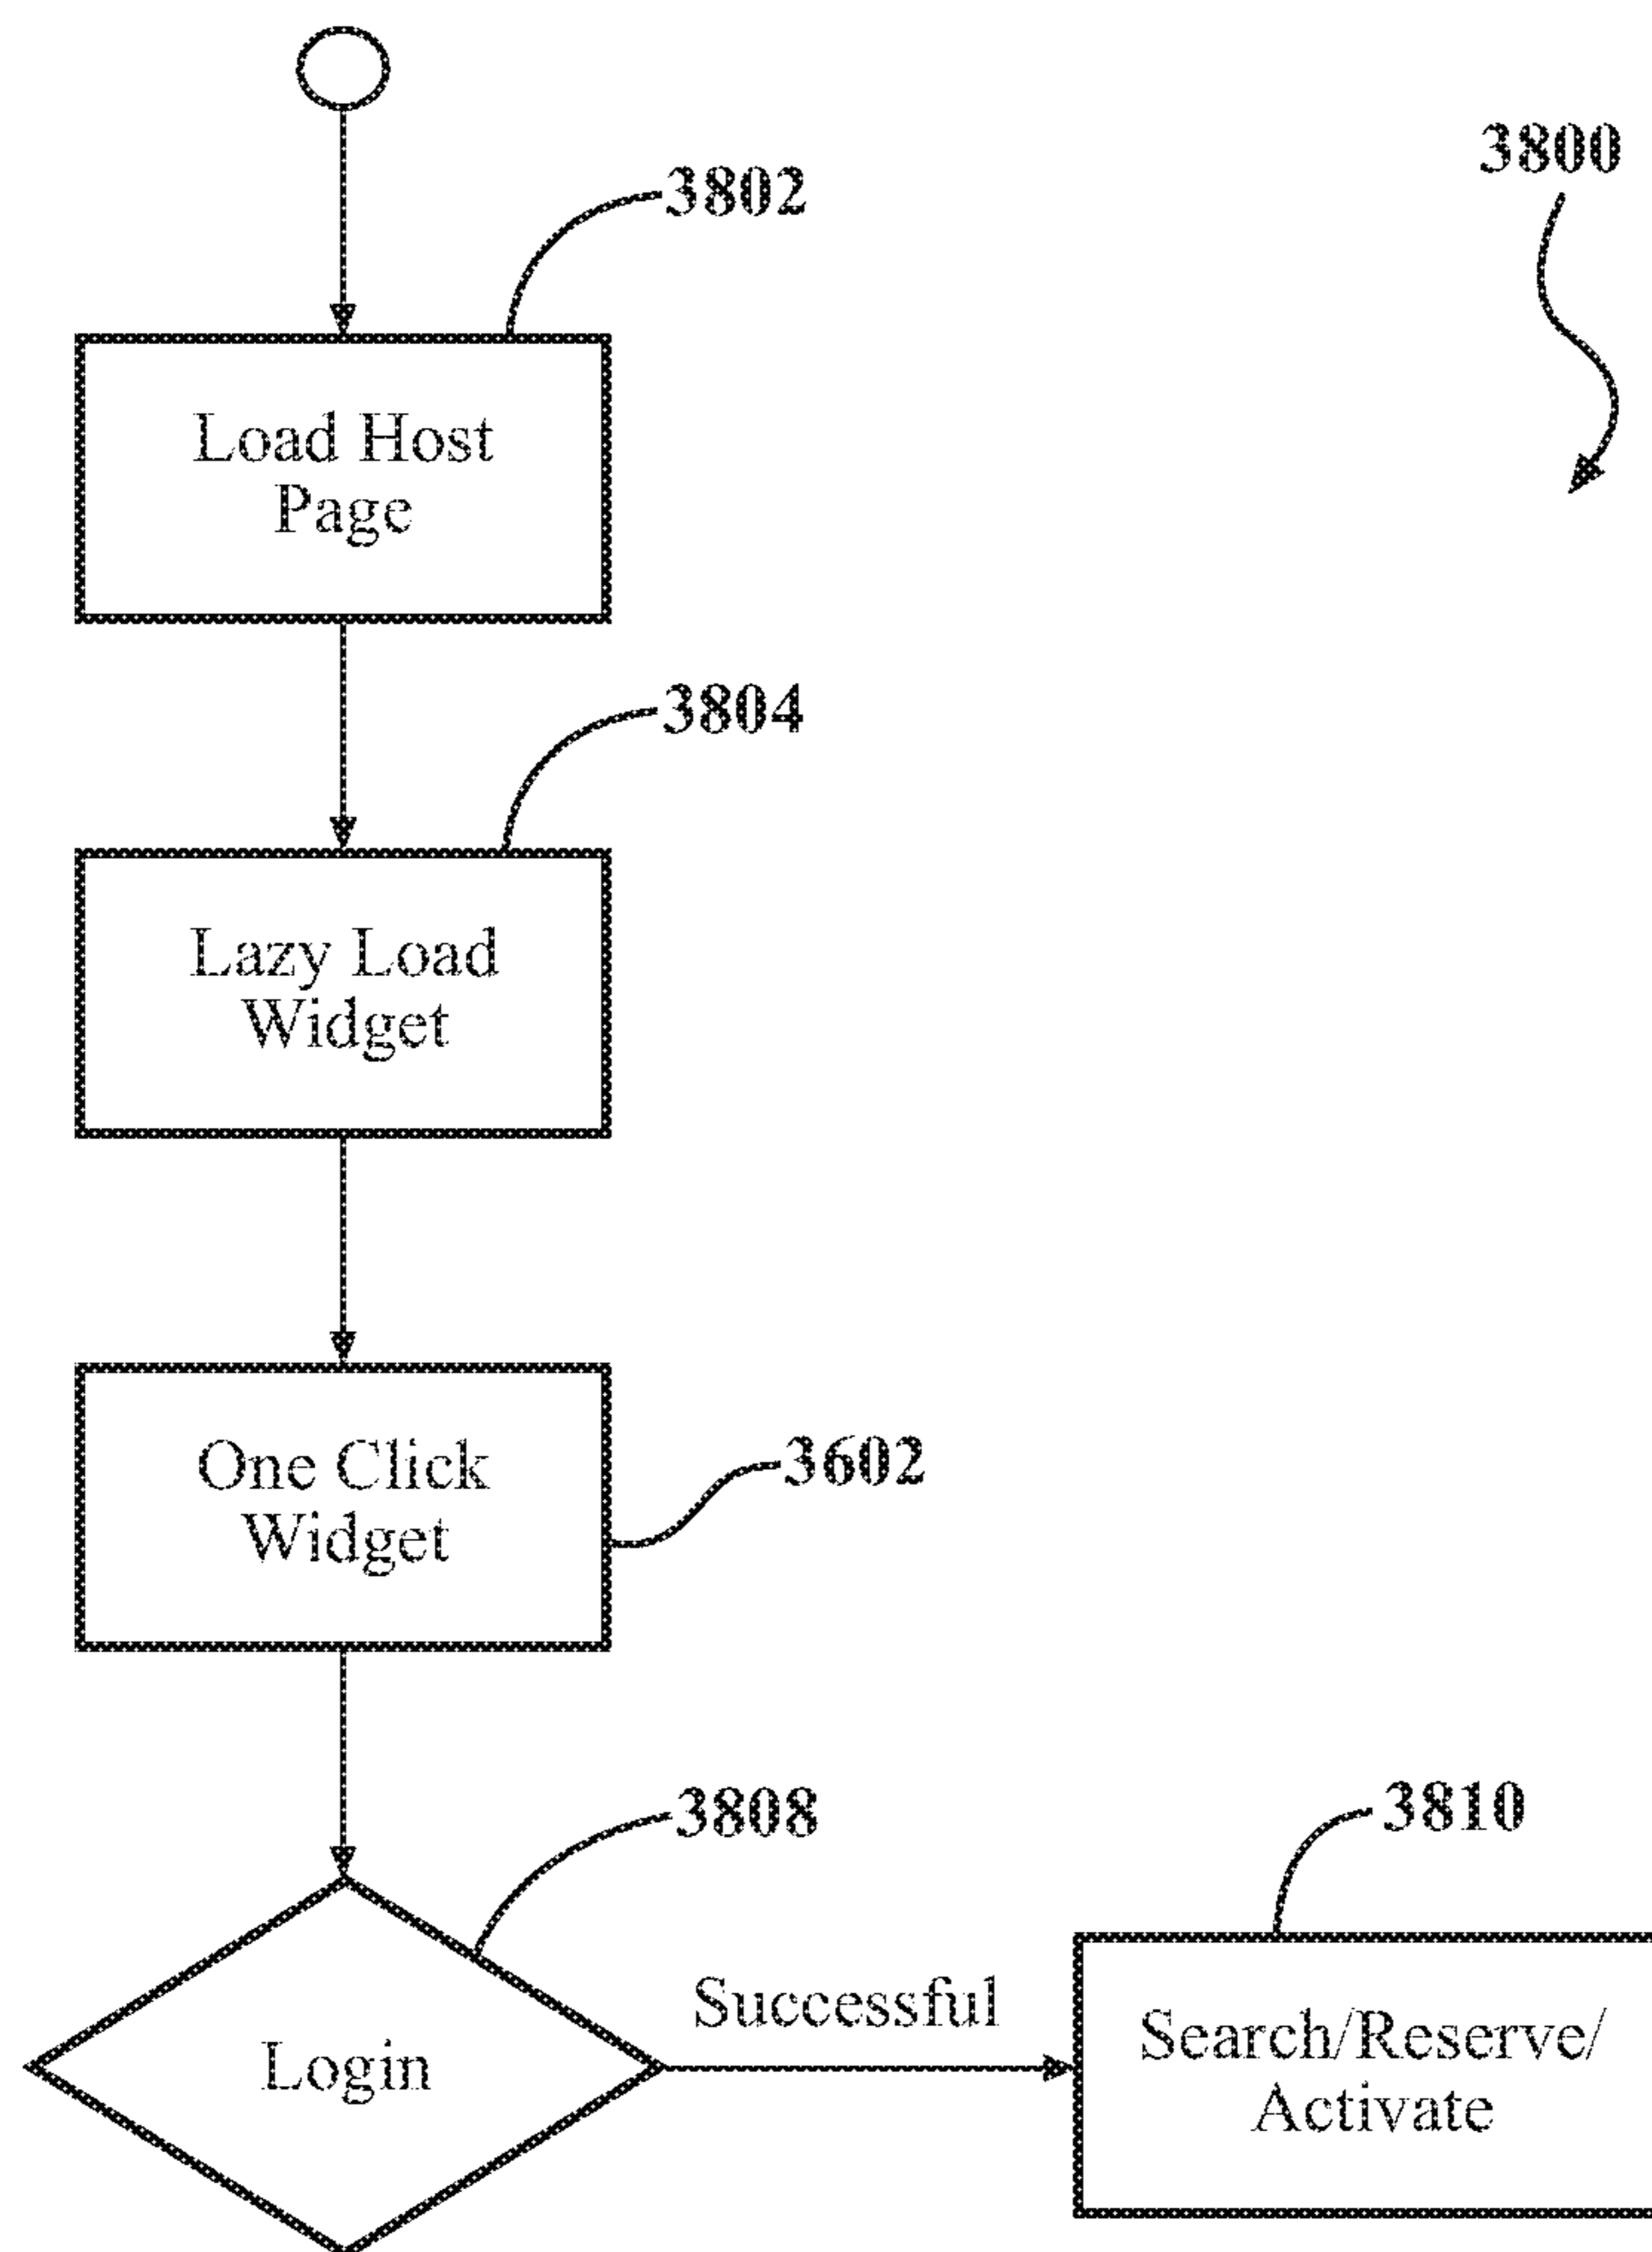 3800
3802
Load Host
Page
3804
Lazy Load
Widget
One Click
Widget
3602
3808
3810
Successful
Login
Search/Reserve/
Activate